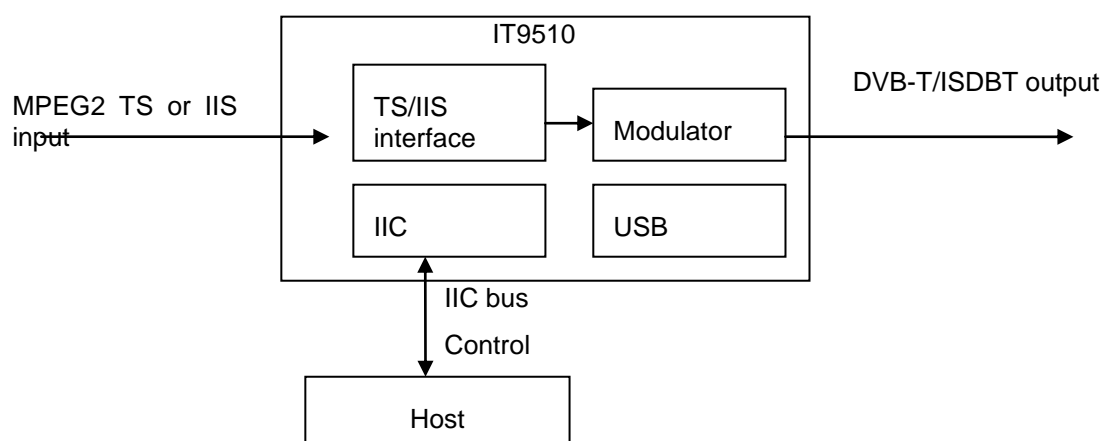 IT9510
MPEG2 TS or IIS
input
TS/IIS
interface
Modulator
DVB-T/ISDBT output
IIC
USB
IIC bus
Control
Host